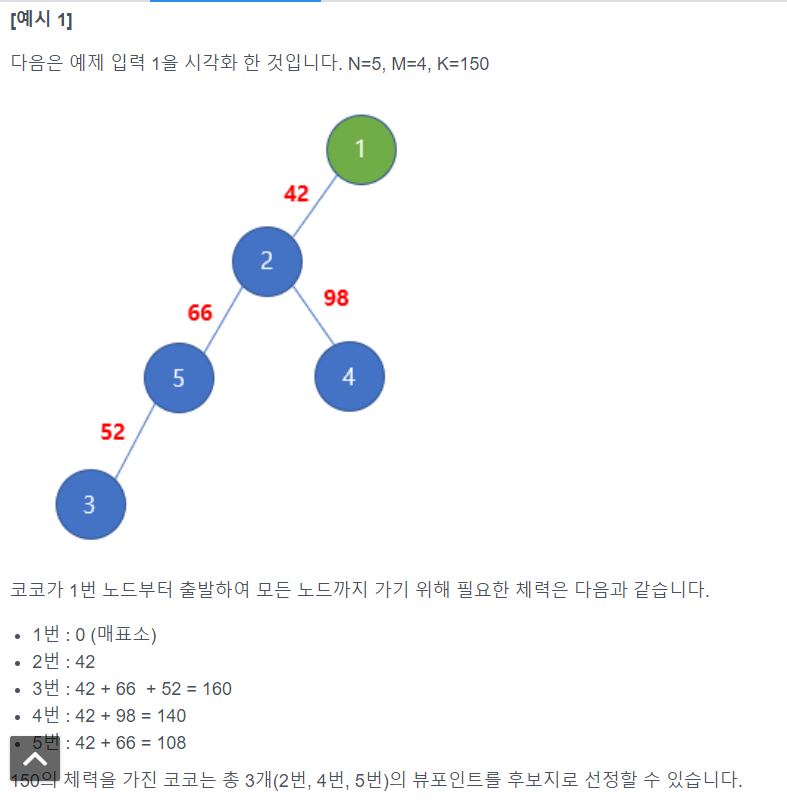 [예시 1]
다음은 예제 입력 1을 시각화 한 것입니다. N=5, M=4, K=150
1
42
2
66
98
5
4
52
3
코코가 1번 노드부터 출발하여 모든 노드까지 가기 위해 필요한 체력은 다음과 같습니다.
• 1번 : 0 (매표소)
• 2번 : 42
• 3번 : 42 + 66 + 52 = 160
• 4번 : 42 + 98 = 140
• 5번 : 42 + 66 = 108
150의 체력을 가진 코코는 총 3개(2번, 4번, 5번)의 뷰포인트를 후보지로 선정할 수 있습니다.